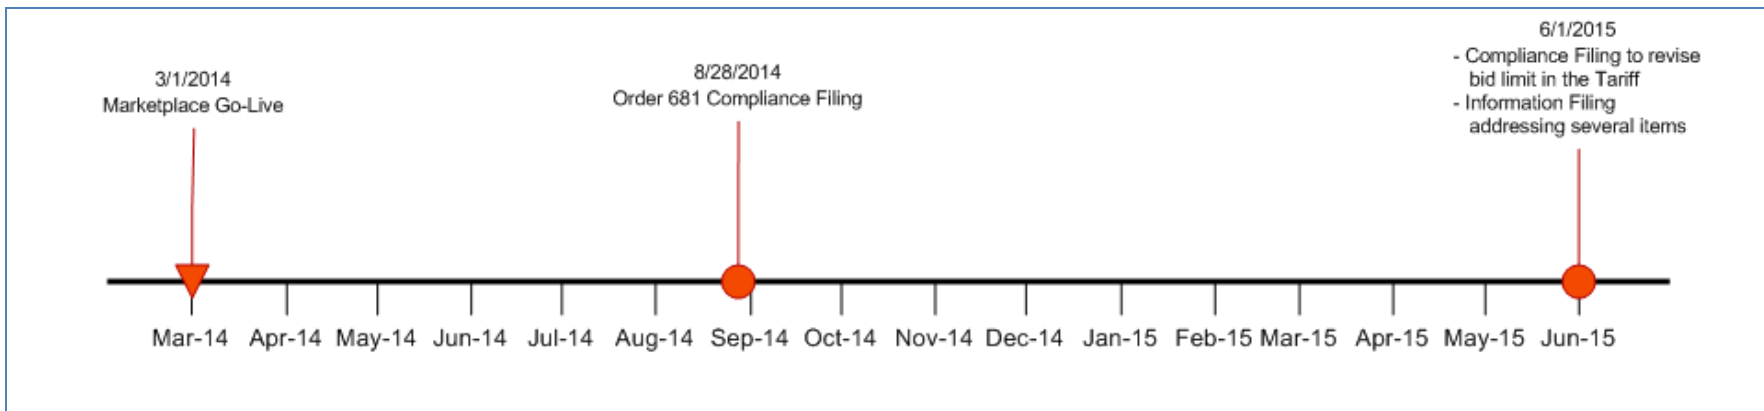 3/1/2014
Marketplace Go-Live
8/28/2014
Order 681 Compliance Filing
6/1/2015
- Compliance Filing to revise
bid limit in the Tariff
- Information Filing
addressing several items
Mar-14 Apr-14 May-14 Jun-14 Jul-14 Aug-14 Sep-14 Oct-14 Nov-14 Dec-14 Jan-15 Feb-15 Mar-15 Apr-15 May-15 Jun-15